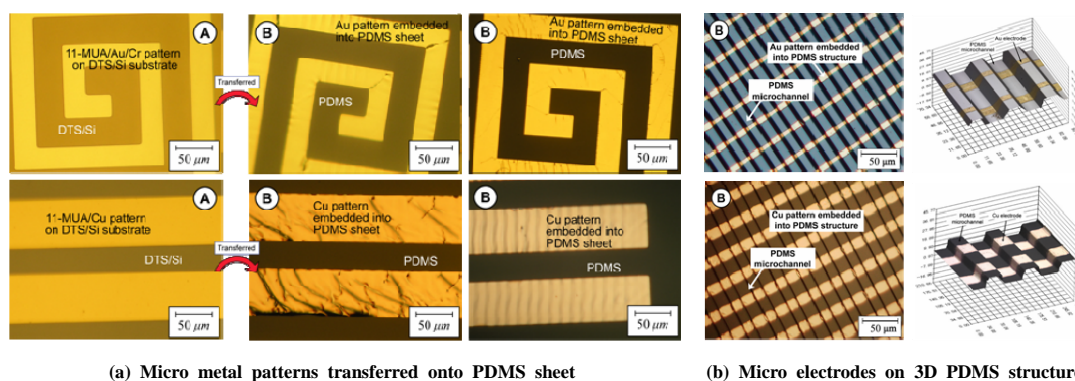 11-MUA/Au/Cr pattern
on DTS/Si substrate
A
DTS/Si
50 μm
Transferred
B
Au pattern embedded
into PDMS sheet
PDMS
50 μm
B
Au pattern embedded
into PDMS sheet
PDMS
50 μm
11-MUA/Cu pattern
on DTS/Si substrate
A
DTS/Si
50 μm
Transferred
B
Cu pattern
embedded into
PDMS sheet
PDMS
50 μm
B
Cu pattern
embedded into
PDMS sheet
PDMS
50 μm
(a) Micro metal patterns transferred onto PDMS sheet
B
Au pattern embedded
into PDMS structure
PDMS
microchannel
50 μm
PDMS
microchannel
Au electrode
B
Cu pattern embedded
into PDMS structure
PDMS
microchannel
50 μm
PDMS
microchannel
Cu electrode
(b) Micro electrodes on 3D PDMS structure